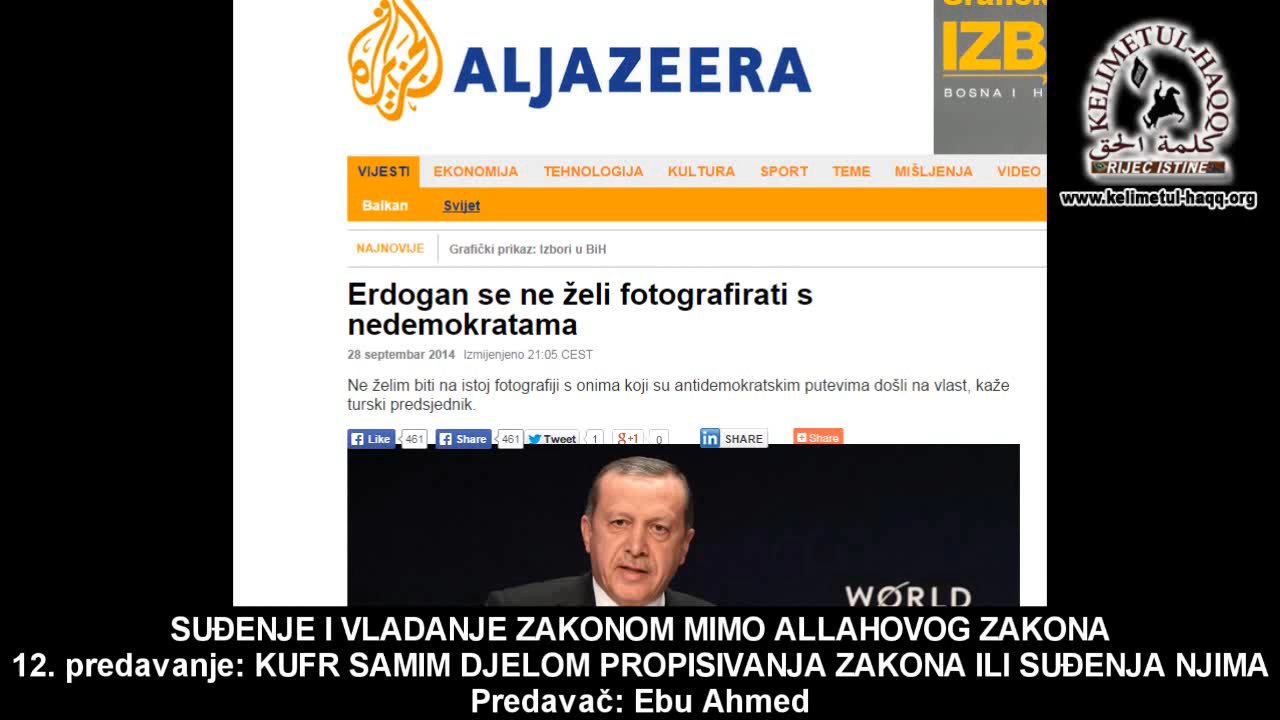 ALJAZEERA
IZB
BOSNA I H
KELIMETUL-HAQQ
كلمة الحق
RIJEČ ISTINE
www.kelimetul-haqq.org
VIJESTI EKONOMIJA TEHNOLOGIJA KULTURA SPORT TEME MIŠLJENJA VIDEO
Balkan Svijet
NAJNOVIJE Grafički prikaz: Izbori u BiH
Erdogan se ne želi fotografirati s
nedemokratama
28 septembar 2014 Izmijenjeno 21:05 CEST
Ne želim biti na istoj fotografiji s onima koji su antidemokratskim putevima došli na vlast, kaže
turski predsjednik.
Like 461 Share 461 Tweet 1 g+1 0 in SHARE Share
WORLD
SUĐENJE I VLADANJE ZAKONOM MIMO ALLAHOVOG ZAKONA
12. predavanje: KUFR SAMIM DJELOM PROPISIVANJA ZAKONA ILI SUĐENJA NJIMA
Predavač: Ebu Ahmed